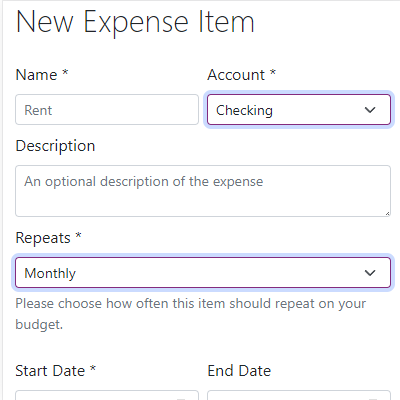 New Expense Item
Name * Account *
Rent Checking
Description
An optional description of the expense
Repeats *
Monthly
Please choose how often this item should repeat on your
budget.
Start Date * End Date